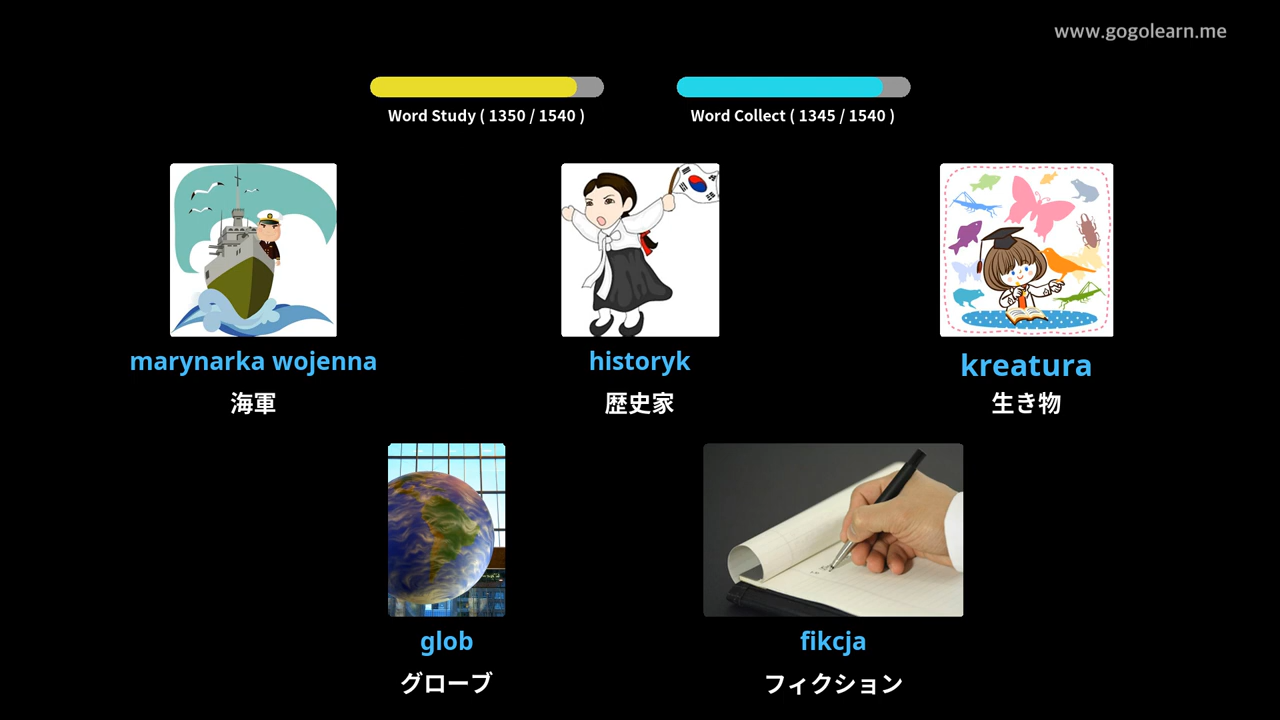 www.gogolearn.me
Word Study ( 1350 / 1540 )
Word Collect ( 1345 / 1540 )
marynarka wojenna
海軍
historyk
歴史家
kreatura
生き物
glob
グローブ
fikcja
フィクション